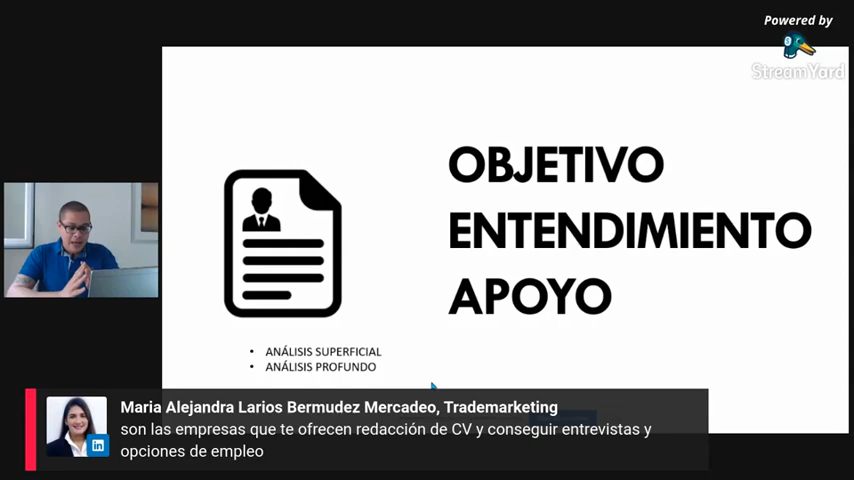 Powered by
StreamYard
OBJETIVO
ENTENDIMIENTO
APOYO
• ANÁLISIS SUPERFICIAL
• ANÁLISIS PROFUNDO
Maria Alejandra Larios Bermudez Mercadeo, Trademarketing
son las empresas que te ofrecen redacción de CV y conseguir entrevistas y
opciones de empleo
in